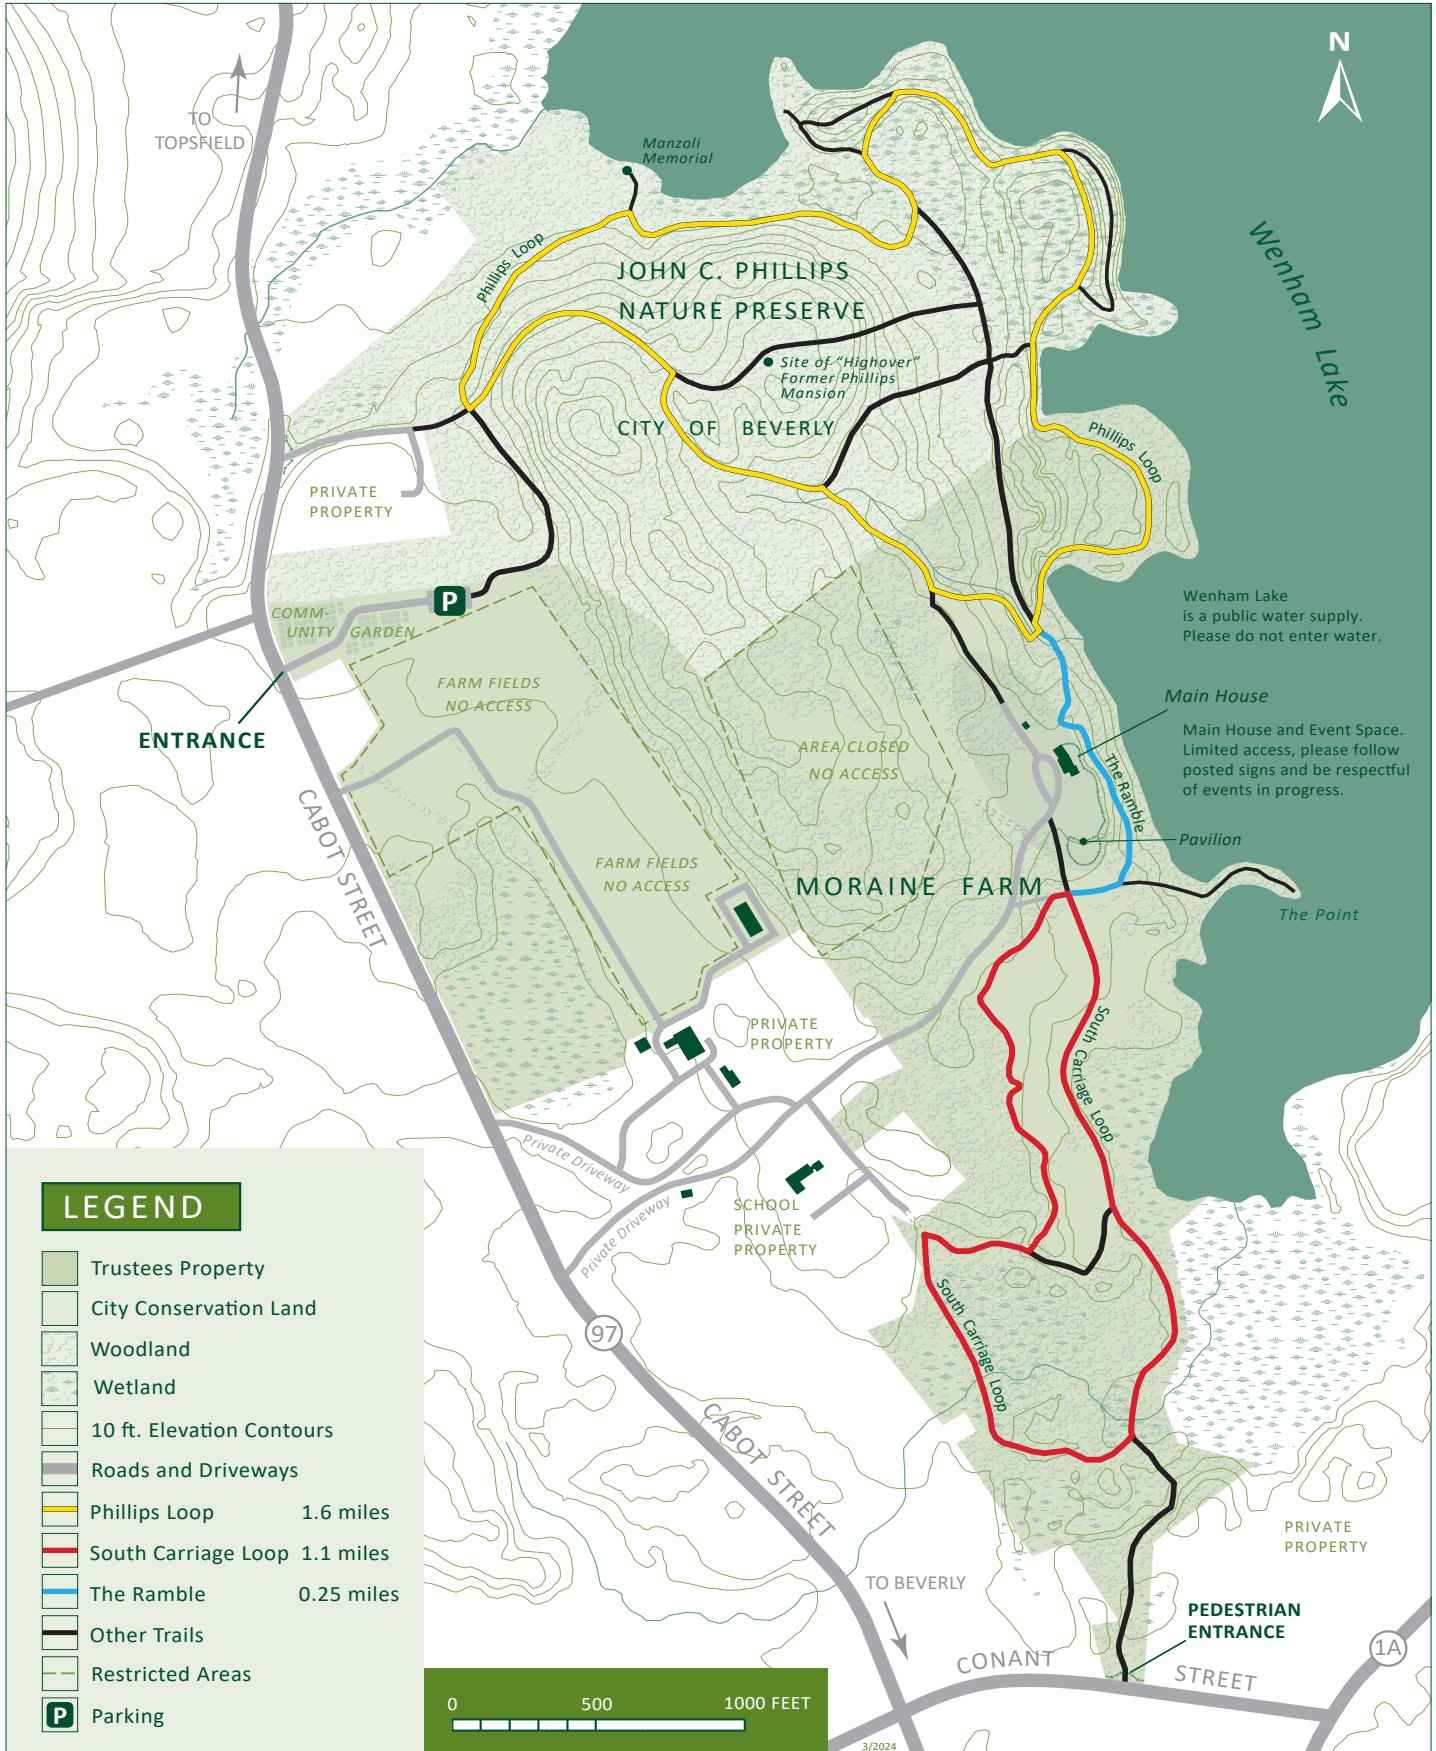 N
TO
TOPSFIELD
Manzoli
Memorial
Phillips Loop
JOHN C. PHILLIPS
NATURE PRESERVE
Wenham Lake
Site of "Highover"
Former Phillips
Mansion
CITY OF BEVERLY
Phillips Loop
PRIVATE
PROPERTY
P
COMM-
UNITY GARDEN
Wenham Lake
is a public water supply.
Please do not enter water.
FARM FIELDS
NO ACCESS
Main House
ENTRANCE
Main House and Event Space.
Limited access, please follow
posted signs and be respectful
of events in progress.
AREA CLOSED
NO ACCESS
The Ramble
CABOT STREET
Pavilion
FARM FIELDS
NO ACCESS
MORAINE FARM
The Point
PRIVATE
PROPERTY
South Carriage Loop
Private Driveway
Private Driveway
SCHOOL
PRIVATE
PROPERTY
South Carriage Loop
97
CABOT STREET
PRIVATE
PROPERTY
TO BEVERLY
PEDESTRIAN
ENTRANCE
CONANT STREET
1A
LEGEND
Trustees Property
City Conservation Land
Woodland
Wetland
10 ft. Elevation Contours
Roads and Driveways
Phillips Loop 1.6 miles
South Carriage Loop 1.1 miles
The Ramble 0.25 miles
Other Trails
Restricted Areas
P Parking
0 500 1000 FEET
3/2024